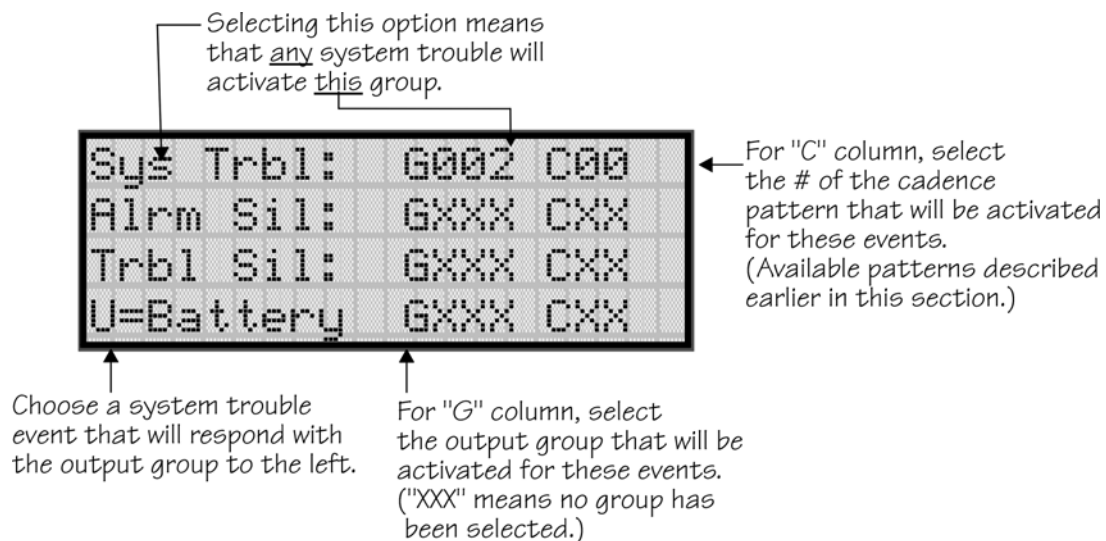 Selecting this option means
that any system trouble will
activate this group.
Sys Trbl: G002 C00
Alrm Sil: GXXX CXX
Trbl Sil: GXXX CXX
U=Battery GXXX CXX
For "C" column, select
the # of the cadence
pattern that will be activated
for these events.
(Available patterns described
earlier in this section.)
Choose a system trouble
event that will respond with
the output group to the left.
For "G" column, select
the output group that will be
activated for these events.
("XXX" means no group has
been selected.)